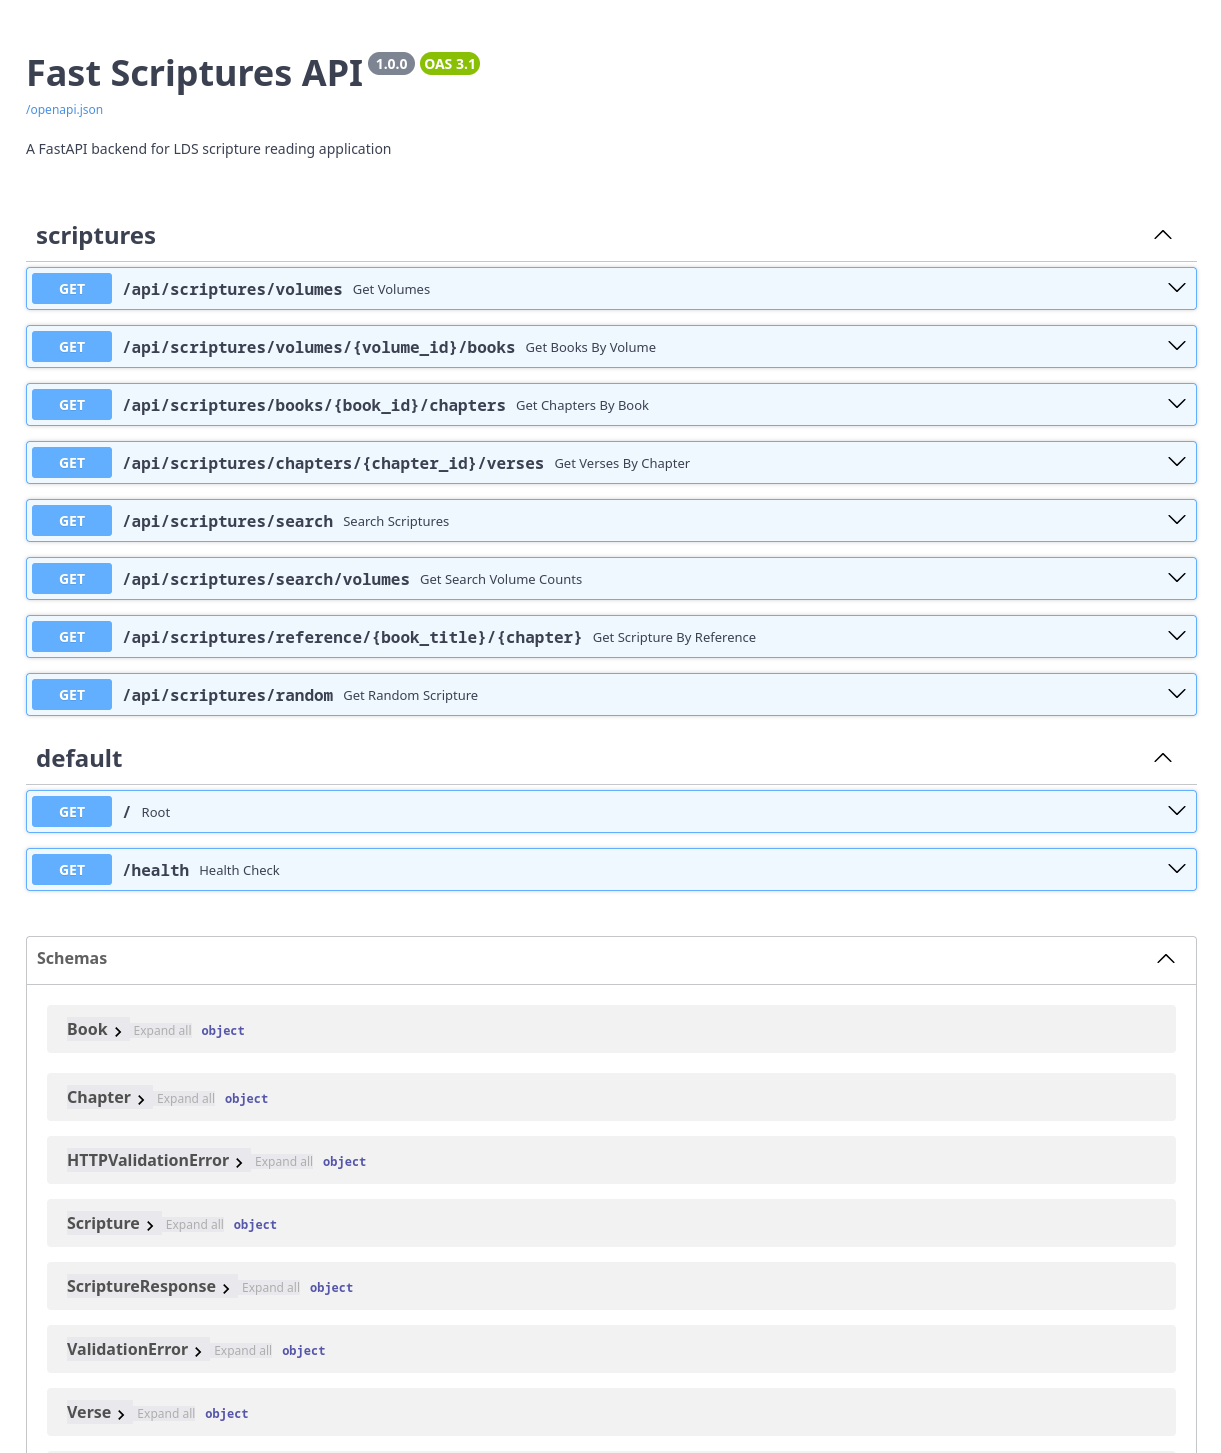 Fast Scriptures API 1.0.0 OAS 3.1
/openapi.json
A FastAPI backend for LDS scripture reading application
scriptures
GET /api/scriptures/volumes Get Volumes
GET /api/scriptures/volumes/{volume_id}/books Get Books By Volume
GET /api/scriptures/books/{book_id}/chapters Get Chapters By Book
GET /api/scriptures/chapters/{chapter_id}/verses Get Verses By Chapter
GET /api/scriptures/search Search Scriptures
GET /api/scriptures/search/volumes Get Search Volume Counts
GET /api/scriptures/reference/{book_title}/{chapter} Get Scripture By Reference
GET /api/scriptures/random Get Random Scripture
default
GET / Root
GET /health Health Check
Schemas
Book Expand all object
Chapter Expand all object
HTTPValidationError Expand all object
Scripture Expand all object
ScriptureResponse Expand all object
ValidationError Expand all object
Verse Expand all object